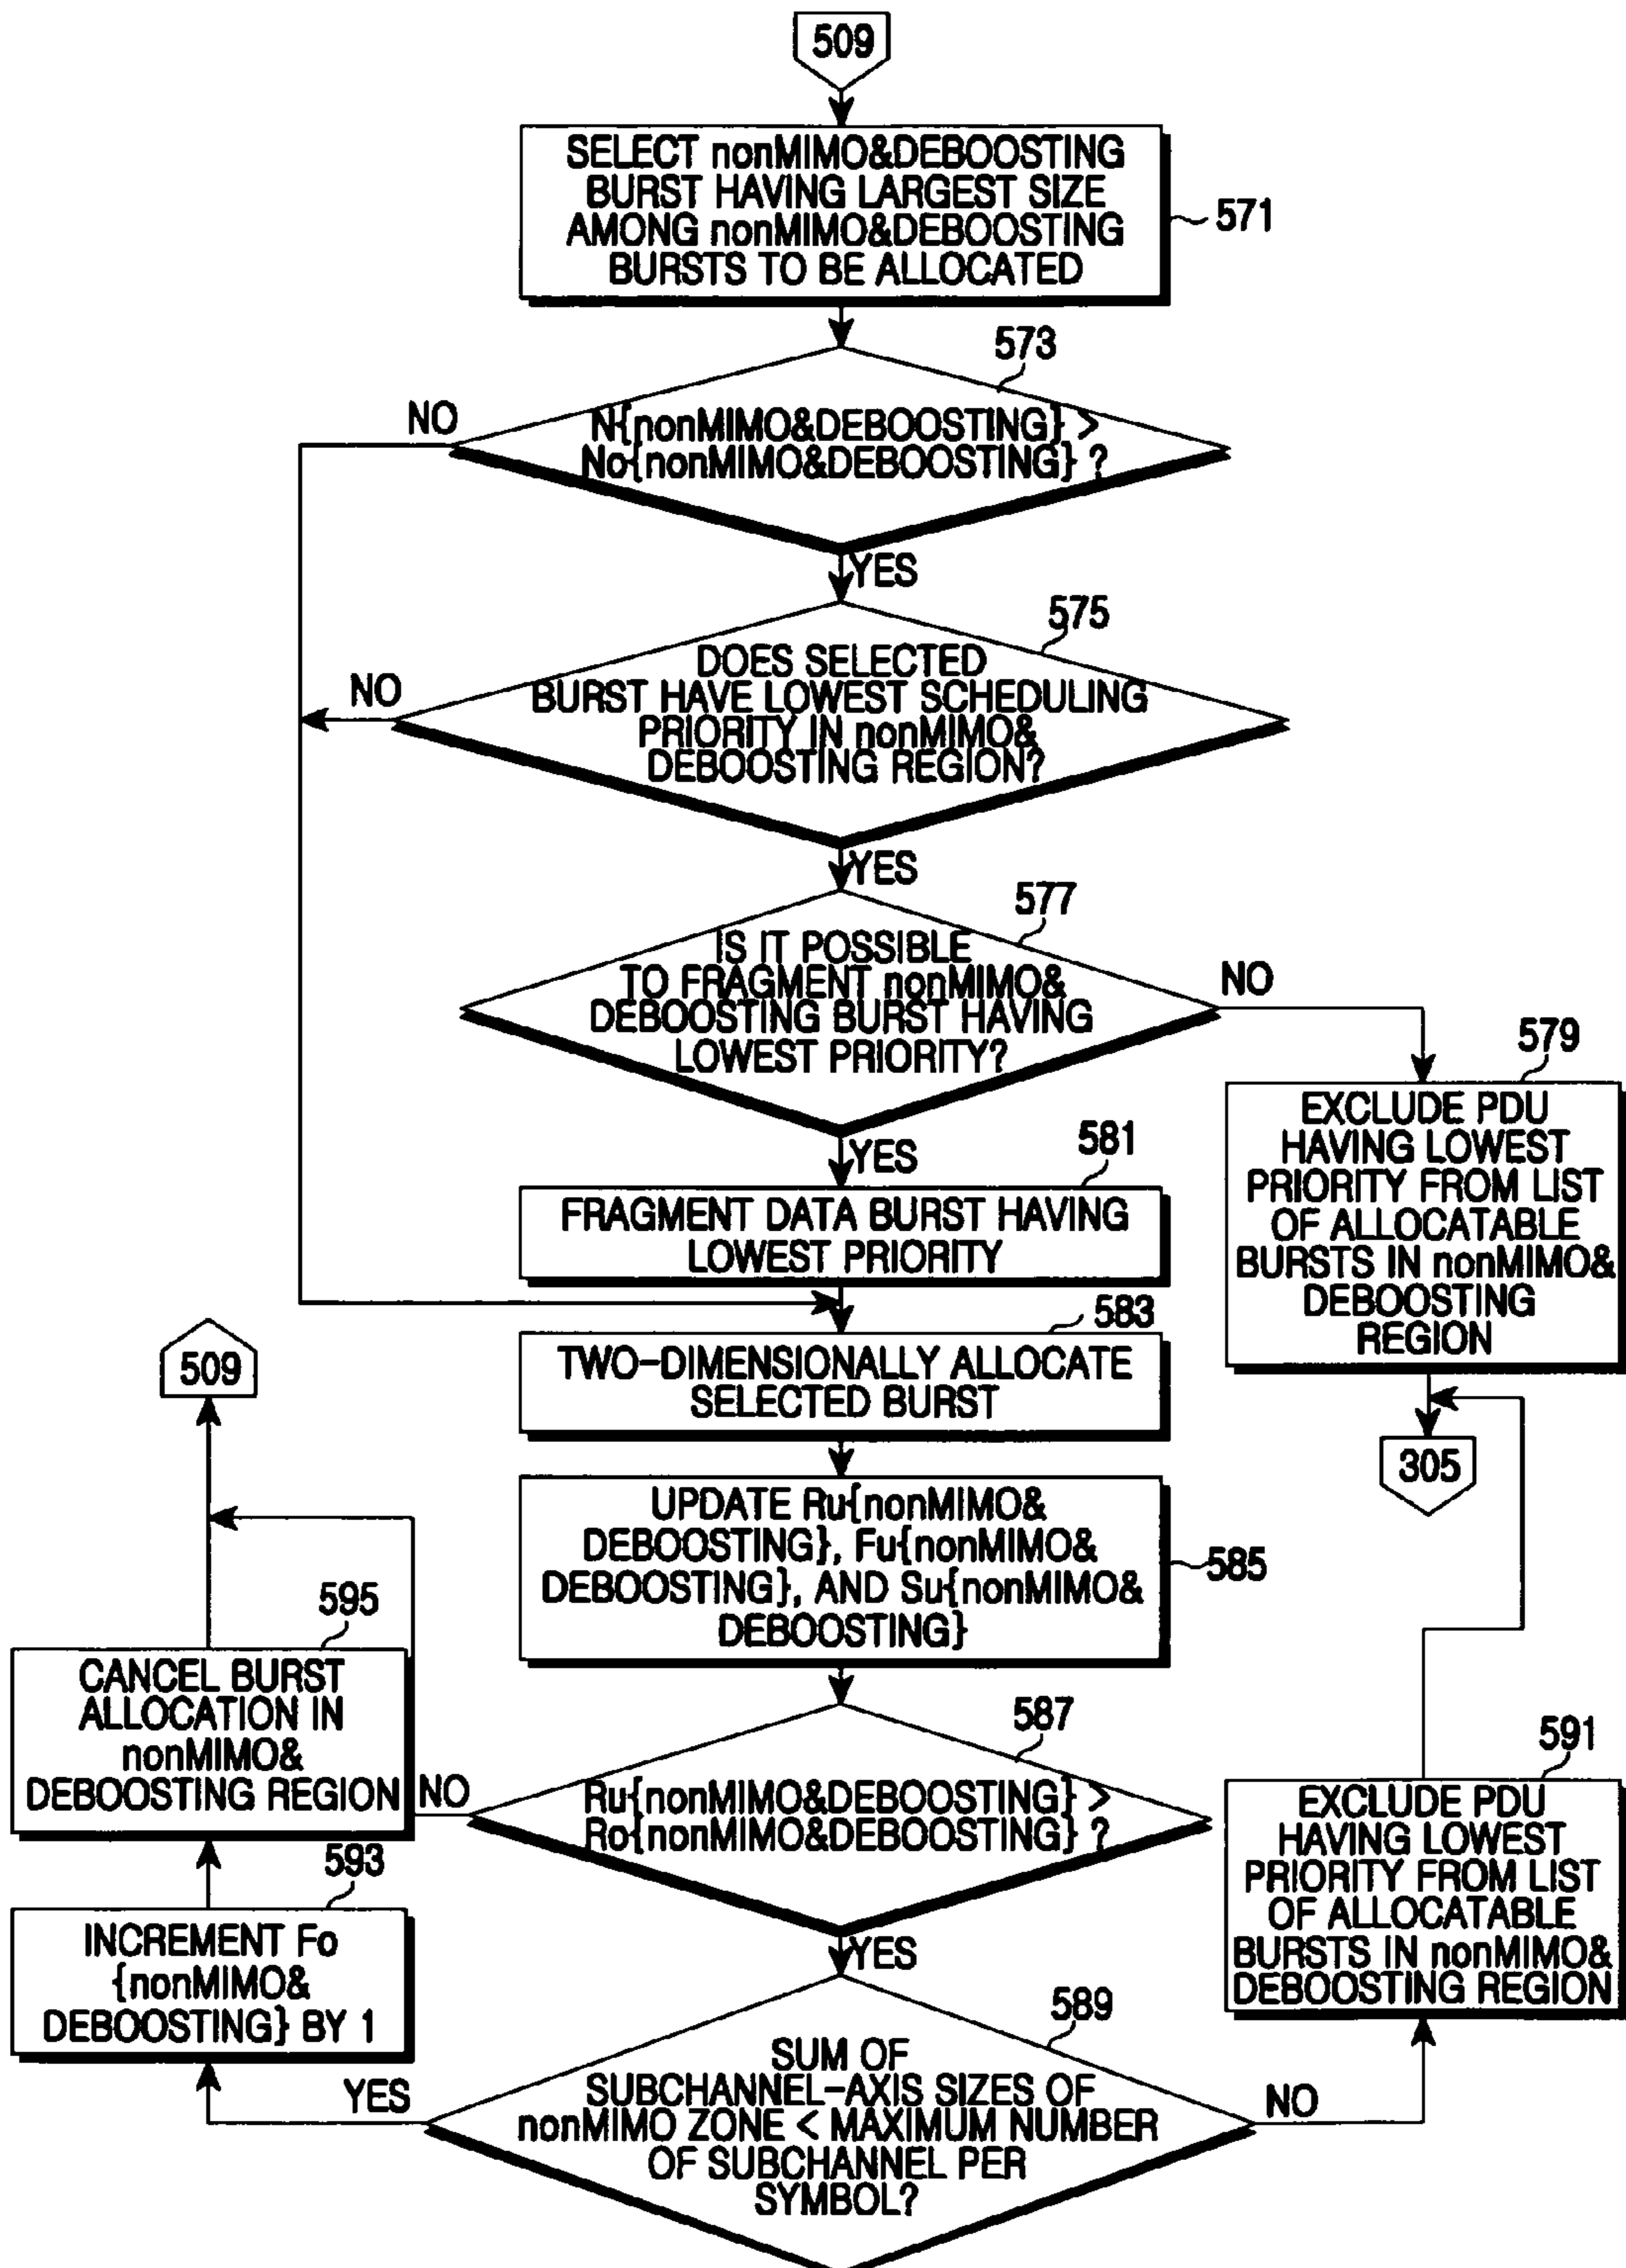 509
SELECT nonMIMO&DEBOOSTING
BURST HAVING LARGEST SIZE
AMONG nonMIMO&DEBOOSTING
BURSTS TO BE ALLOCATED
571
573
NO
N{nonMIMO&DEBOOSTING} >
No{nonMIMO&DEBOOSTING} ?
YES
575
NO
DOES SELECTED
BURST HAVE LOWEST SCHEDULING
PRIORITY IN nonMIMO&
DEBOOSTING REGION?
YES
577
IS IT POSSIBLE
TO FRAGMENT nonMIMO&
DEBOOSTING BURST HAVING
LOWEST PRIORITY?
NO
579
EXCLUDE PDU
HAVING LOWEST
PRIORITY FROM LIST
OF ALLOCATABLE
BURSTS IN nonMIMO&
DEBOOSTING
REGION
305
YES
581
FRAGMENT DATA BURST HAVING
LOWEST PRIORITY
583
TWO-DIMENSIONALLY ALLOCATE
SELECTED BURST
509
UPDATE Ru{nonMIMO&
DEBOOSTING}, Fu{nonMIMO&
DEBOOSTING}, AND Su{nonMIMO&
DEBOOSTING}
585
595
CANCEL BURST
ALLOCATION IN
nonMIMO&
DEBOOSTING REGION
NO
587
Ru{nonMIMO&DEBOOSTING} >
Ro{nonMIMO&DEBOOSTING} ?
YES
591
EXCLUDE PDU
HAVING LOWEST
PRIORITY FROM LIST
OF ALLOCATABLE
BURSTS IN nonMIMO&
DEBOOSTING REGION
593
INCREMENT Fo
{nonMIMO&
DEBOOSTING} BY 1
YES
589
SUM OF
SUBCHANNEL-AXIS SIZES OF
nonMIMO ZONE < MAXIMUM NUMBER
OF SUBCHANNEL PER
SYMBOL?
NO